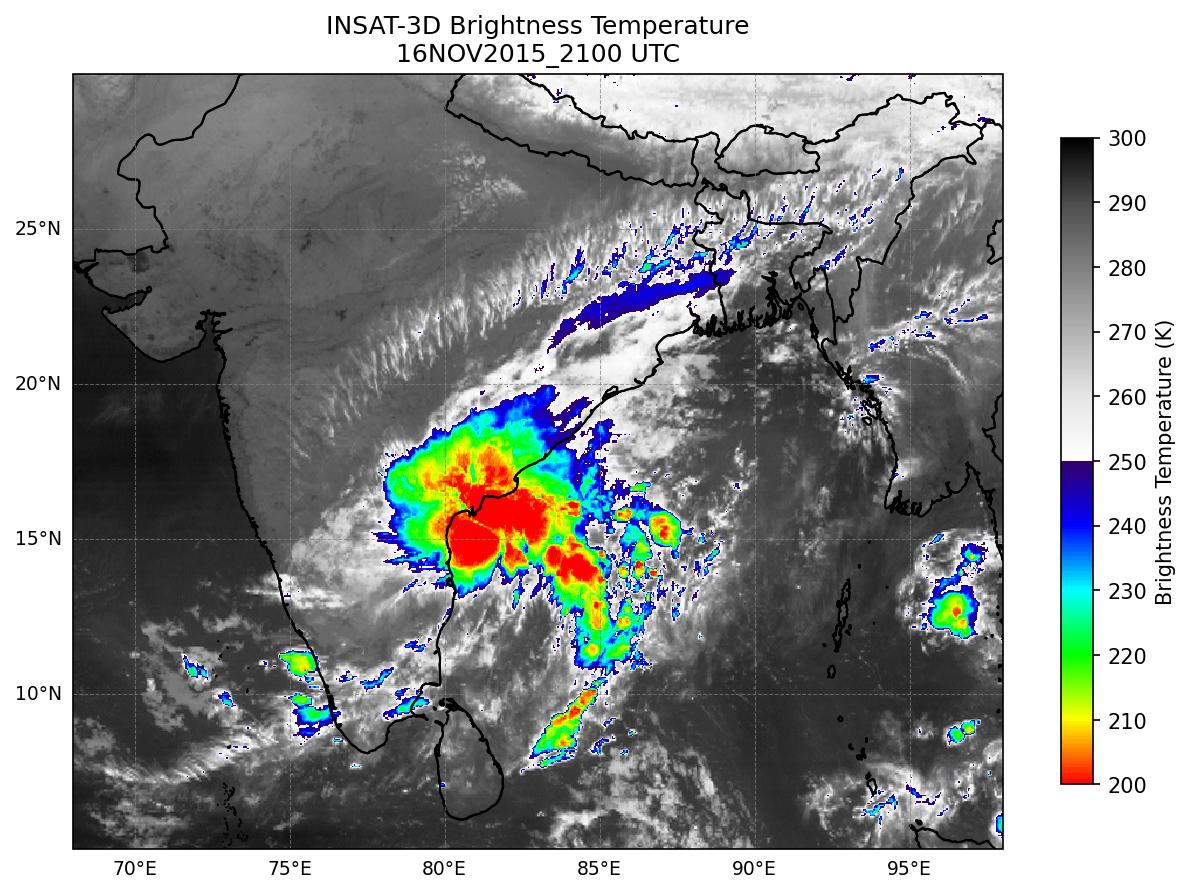 INSAT-3D Brightness Temperature
16NOV2015_2100 UTC
25°N
20°N
15°N
10°N
70°E
75°E
80°E
85°E
90°E
95°E
300
290
280
270
260
250
240
230
220
210
200
Brightness Temperature (K)